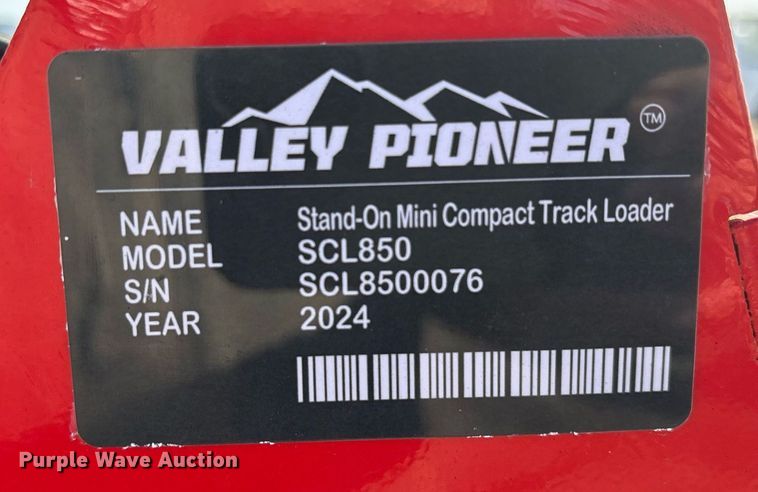 VALLEY PIONEER TM
NAME Stand-On Mini Compact Track Loader
MODEL SCL850
S/N SCL8500076
YEAR 2024
Purple Wave Auction